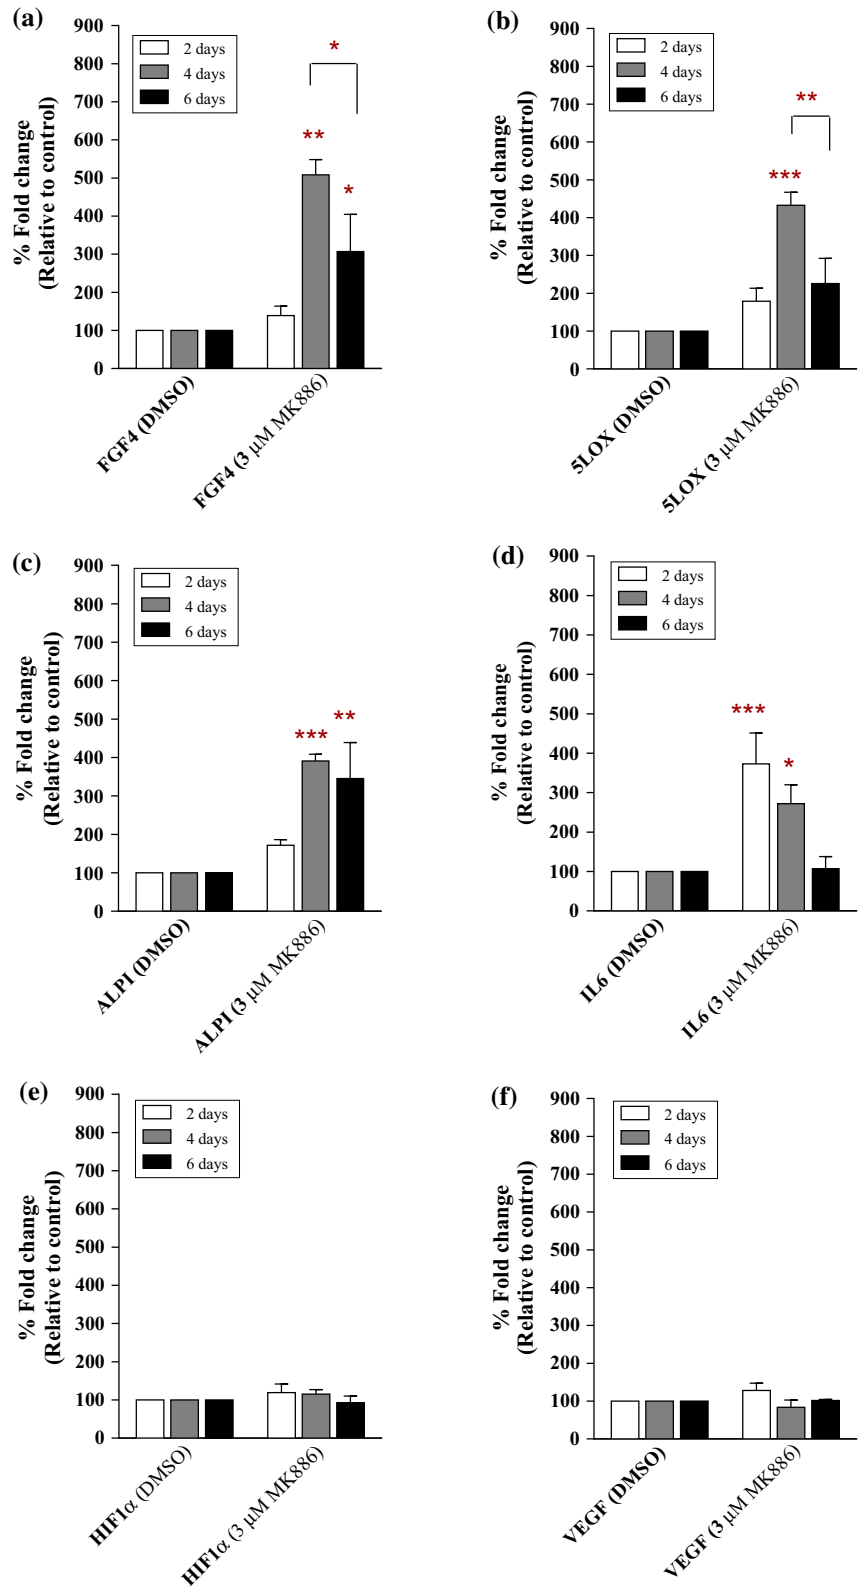 (a)
% Fold change
(Relative to control)
900
800
700
600
500
400
300
200
100
0
2 days
4 days
6 days
*
**
*
FGF4 (DMSO)
FGF4 (3 μM MK886)
(b)
% Fold change
(Relative to control)
900
800
700
600
500
400
300
200
100
0
2 days
4 days
6 days
**
***
5LOX (DMSO)
5LOX (3 μM MK886)
(c)
% Fold change
(Relative to control)
900
800
700
600
500
400
300
200
100
0
2 days
4 days
6 days
***
**
ALPI (DMSO)
ALPI (3 μM MK886)
(d)
% Fold change
(Relative to control)
900
800
700
600
500
400
300
200
100
0
2 days
4 days
6 days
***
*
IL6 (DMSO)
IL6 (3 μM MK886)
(e)
% Fold change
(Relative to control)
900
800
700
600
500
400
300
200
100
0
2 days
4 days
6 days
HIF1α (DMSO)
HIF1α (3 μM MK886)
(f)
% Fold change
(Relative to control)
900
800
700
600
500
400
300
200
100
0
2 days
4 days
6 days
VEGF (DMSO)
VEGF (3 μM MK886)